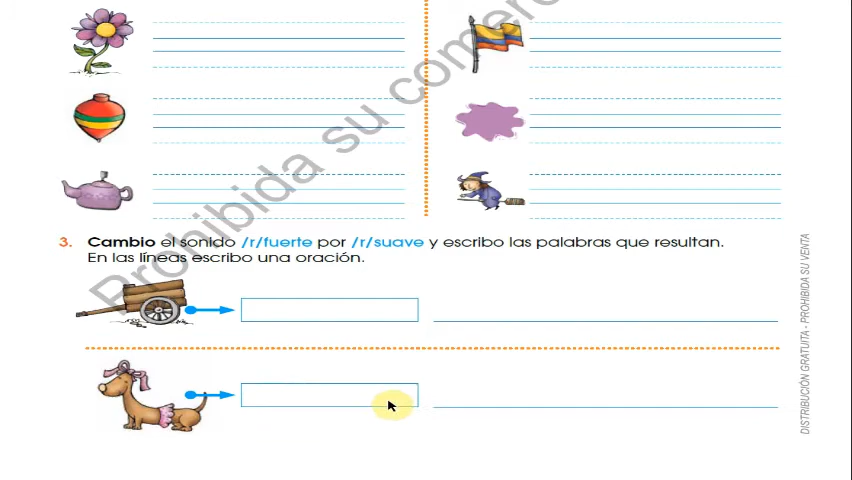 Prohibida su comer
3. Cambio el sonido /r/fuerte por /r/suave y escribo las palabras que resultan.
En las líneas escribo una oración.
DISTRIBUCIÓN GRATUITA - PROHIBIDA SU VENTA